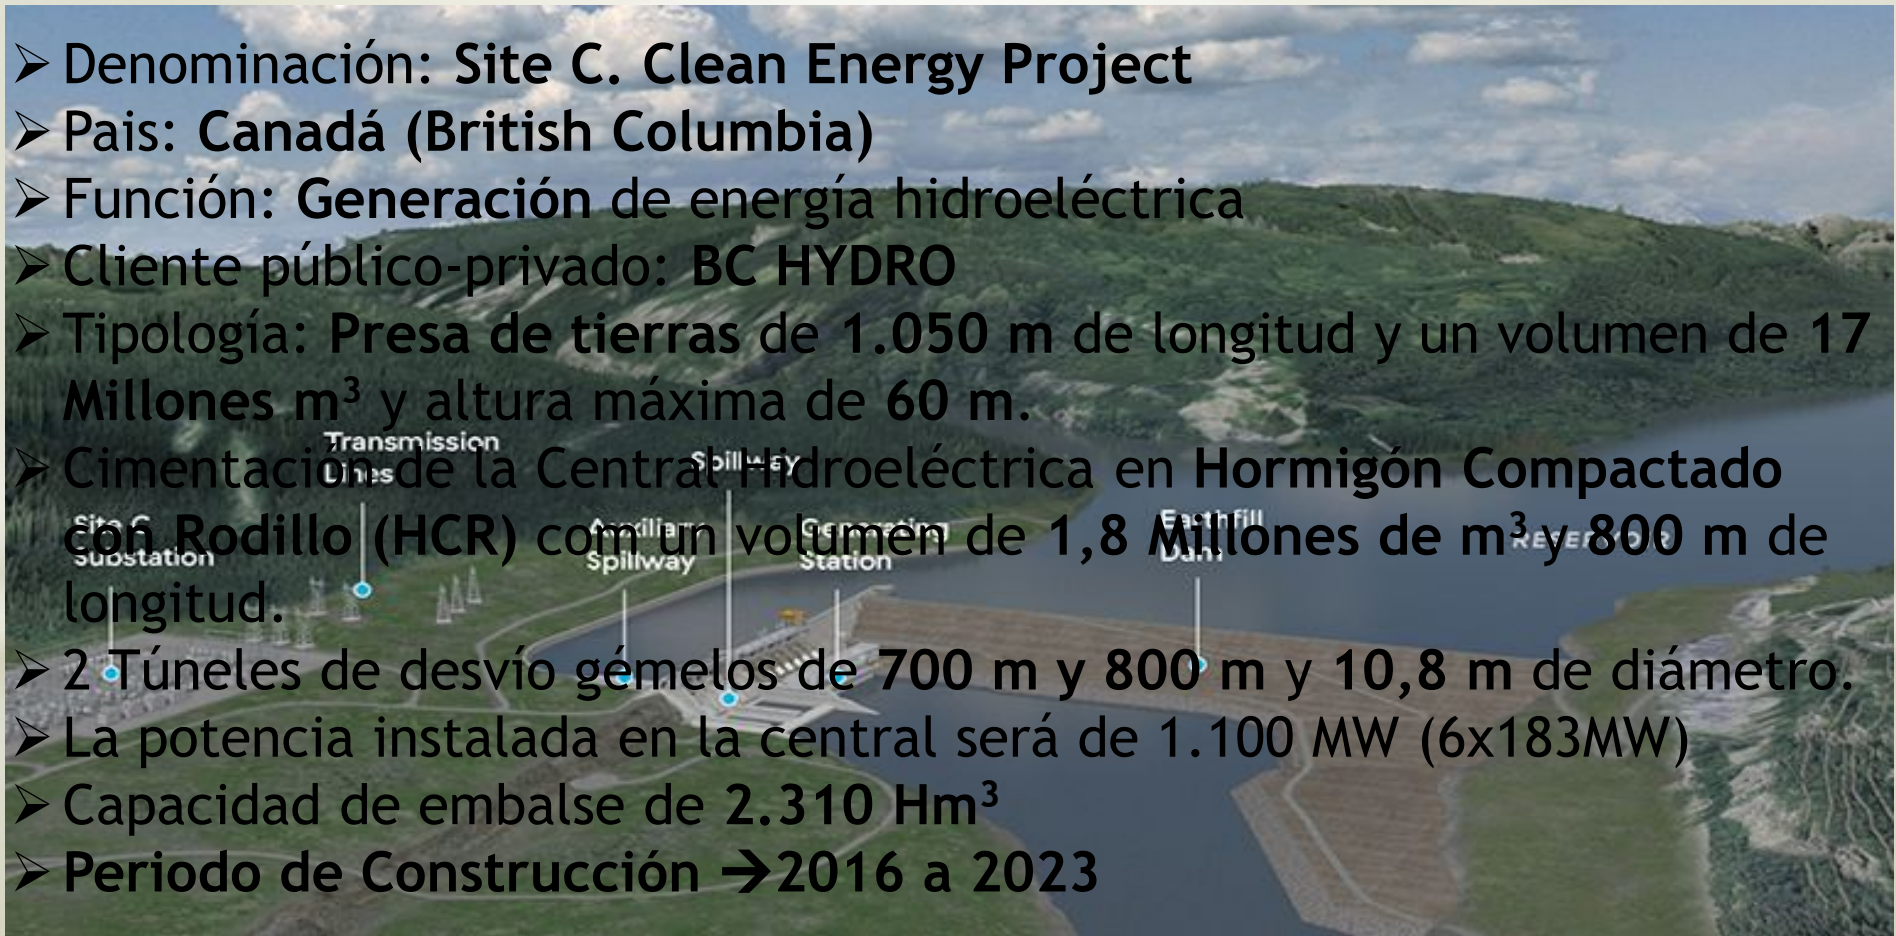 ➢ Denominación: Site C. Clean Energy Project
➢ Pais: Canadá (British Columbia)
➢ Función: Generación de energía hidroeléctrica
➢ Cliente público-privado: BC HYDRO
➢ Tipología: Presa de tierras de 1.050 m de longitud y un volumen de 17
Millones m³ y altura máxima de 60 m.
➢ Cimentación de la Central Hidroeléctrica en Hormigón Compactado
con Rodillo (HCR) com un volumen de 1,8 Millones de m³ y 800 m de
longitud.
➢ 2 Túneles de desvío gémelos de 700 m y 800 m y 10,8 m de diámetro.
➢ La potencia instalada en la central será de 1.100 MW (6x183MW)
➢ Capacidad de embalse de 2.310 Hm³
➢ Periodo de Construcción →2016 a 2023
Transmission
Lines
Spillway
Site C
Substation
Auxiliary
Spillway
Generating
Station
Earthfill
Dam
RESERVOIR